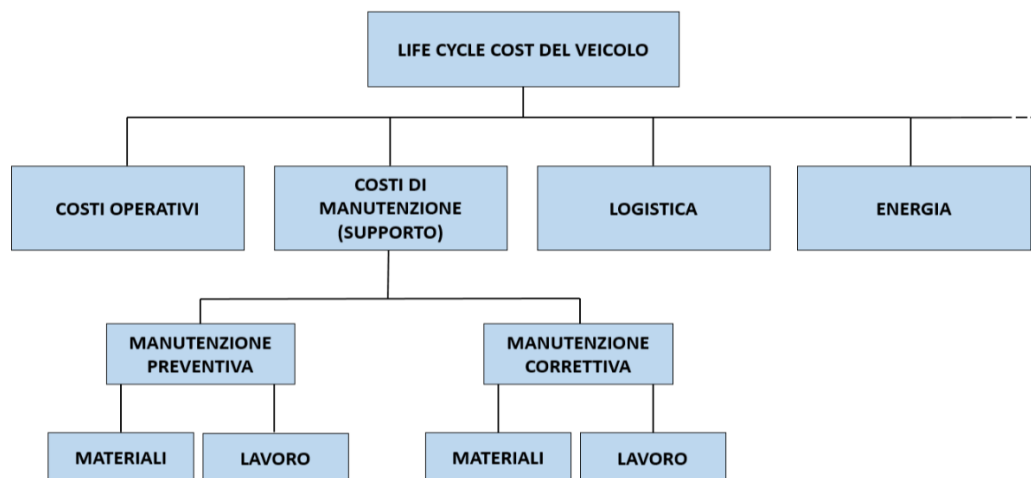 LIFE CYCLE COST DEL VEICOLO
COSTI OPERATIVI
COSTI DI
MANUTENZIONE
(SUPPORTO)
LOGISTICA
ENERGIA
MANUTENZIONE
PREVENTIVA
MANUTENZIONE
CORRETTIVA
MATERIALI
LAVORO
MATERIALI
LAVORO